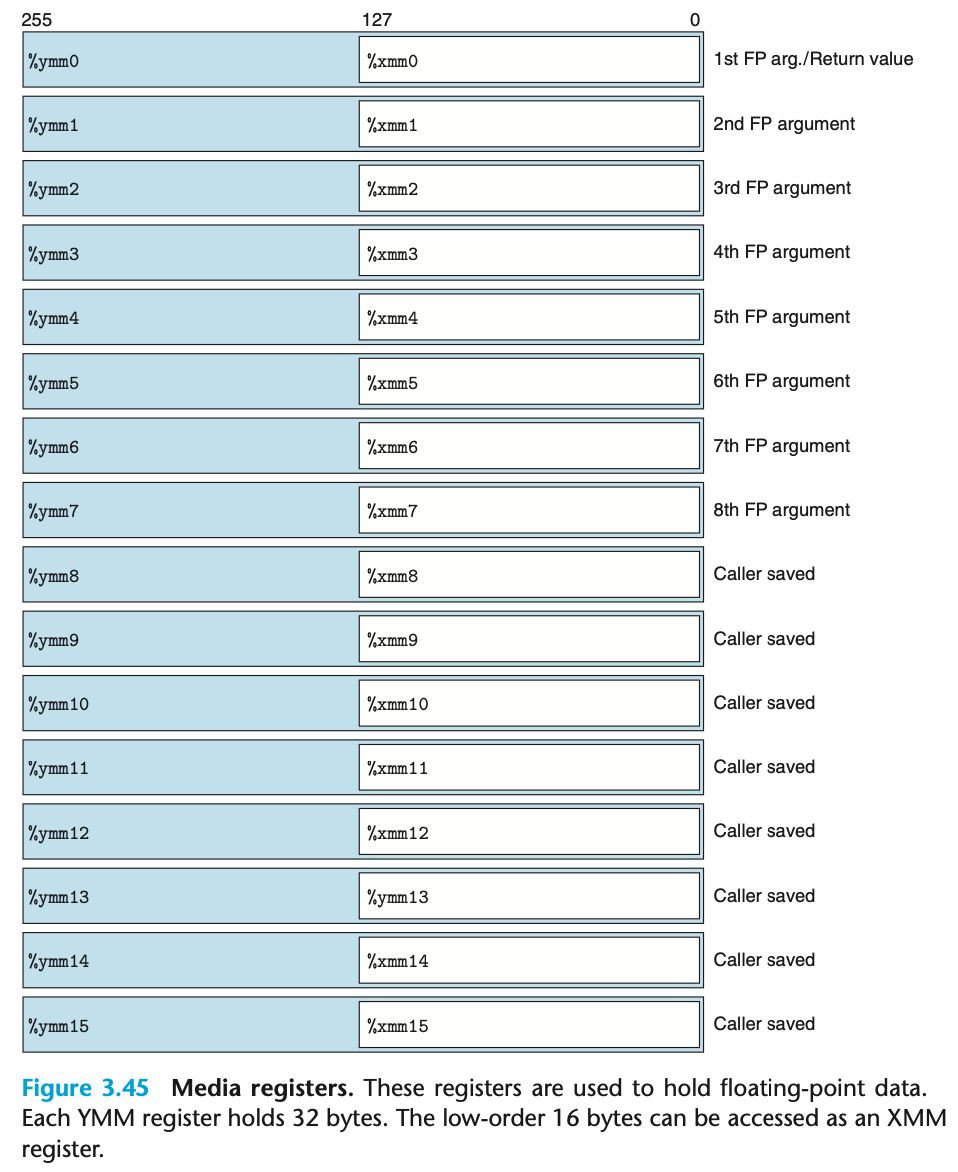 255 127 0
%ymm0 %xmm0 1st FP arg./Return value
%ymm1 %xmm1 2nd FP argument
%ymm2 %xmm2 3rd FP argument
%ymm3 %xmm3 4th FP argument
%ymm4 %xmm4 5th FP argument
%ymm5 %xmm5 6th FP argument
%ymm6 %xmm6 7th FP argument
%ymm7 %xmm7 8th FP argument
%ymm8 %xmm8 Caller saved
%ymm9 %xmm9 Caller saved
%ymm10 %xmm10 Caller saved
%ymm11 %xmm11 Caller saved
%ymm12 %xmm12 Caller saved
%ymm13 %ymm13 Caller saved
%ymm14 %xmm14 Caller saved
%ymm15 %xmm15 Caller saved
Figure 3.45 Media registers. These registers are used to hold floating-point data.
Each YMM register holds 32 bytes. The low-order 16 bytes can be accessed as an XMM
register.